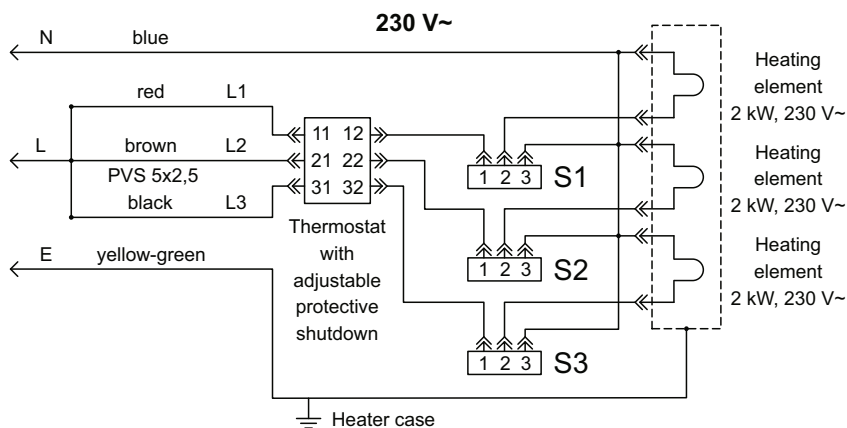 230 V~
N blue
red L1
L brown L2
PVS 5x2,5
black L3
E yellow-green
11 12
21 22
31 32
Thermostat
with
adjustable
protective
shutdown
1 2 3 S1
1 2 3 S2
1 2 3 S3
Heating
element
2 kW, 230 V~
Heating
element
2 kW, 230 V~
Heating
element
2 kW, 230 V~
Heater case